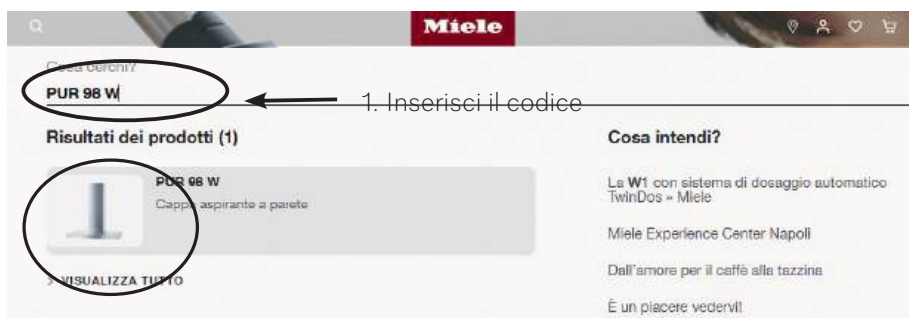 Miele
Cosa cerchi?
PUR 98 W
1. Inserisci il codice
Risultati dei prodotti (1)
PUR 98 W
Cappa aspirante a parete
> VISUALIZZA TUTTO
Cosa intendi?
La W1 con sistema di dosaggio automatico
TwinDos » Miele
Miele Experience Center Napoli
Dall'amore per il caffè alla tazzina
È un piacere vedervi!